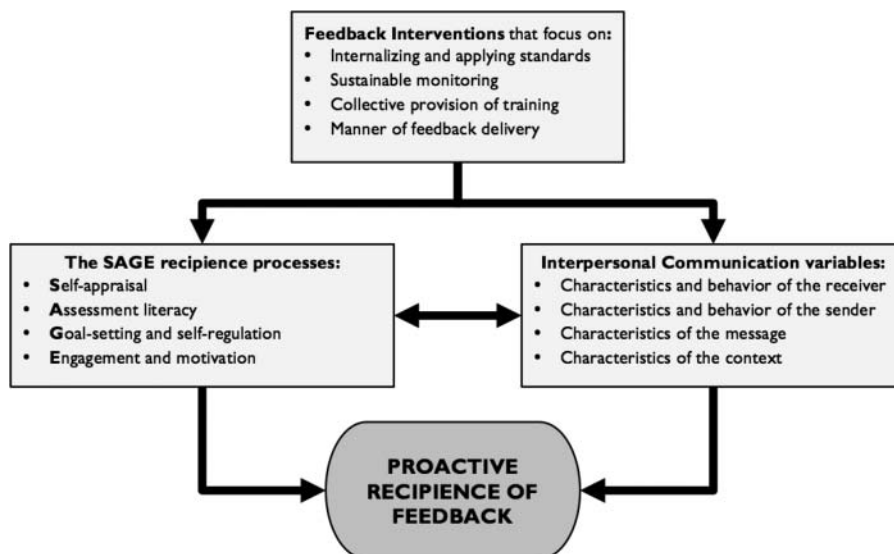 Feedback Interventions that focus on:
• Internalizing and applying standards
• Sustainable monitoring
• Collective provision of training
• Manner of feedback delivery
The SAGE recipience processes:
• Self-appraisal
• Assessment literacy
• Goal-setting and self-regulation
• Engagement and motivation
Interpersonal Communication variables:
• Characteristics and behavior of the receiver
• Characteristics and behavior of the sender
• Characteristics of the message
• Characteristics of the context
PROACTIVE
RECIPIENCE OF
FEEDBACK